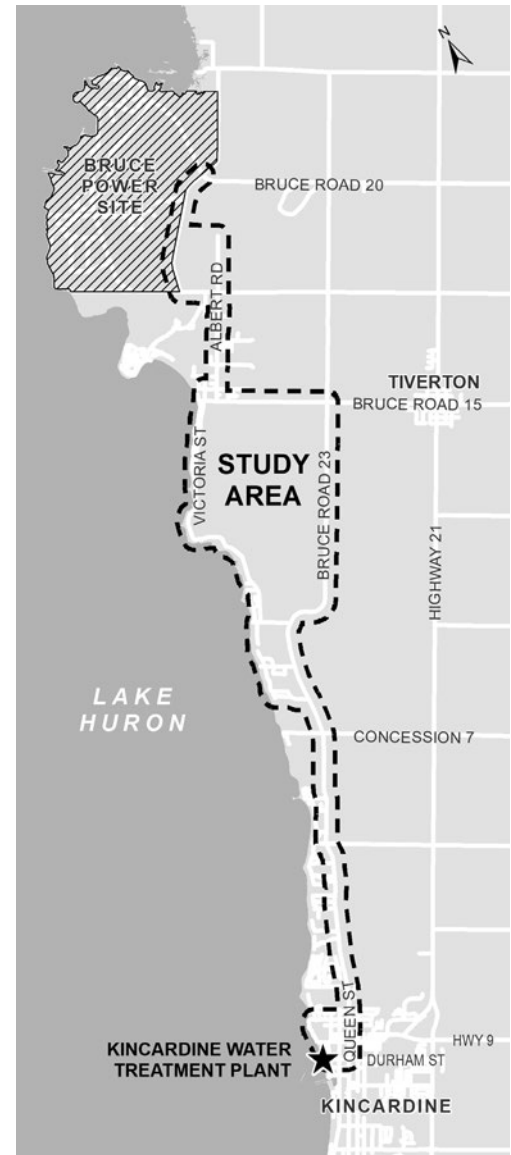 N
BRUCE
POWER
SITE
BRUCE ROAD 20
ALBERT RD
TIVERTON
BRUCE ROAD 15
VICTORIA ST
STUDY
AREA
BRUCE ROAD 23
HIGHWAY 21
LAKE
HURON
CONCESSION 7
QUEEN ST
HWY 9
KINCARDINE WATER
TREATMENT PLANT
DURHAM ST
KINCARDINE